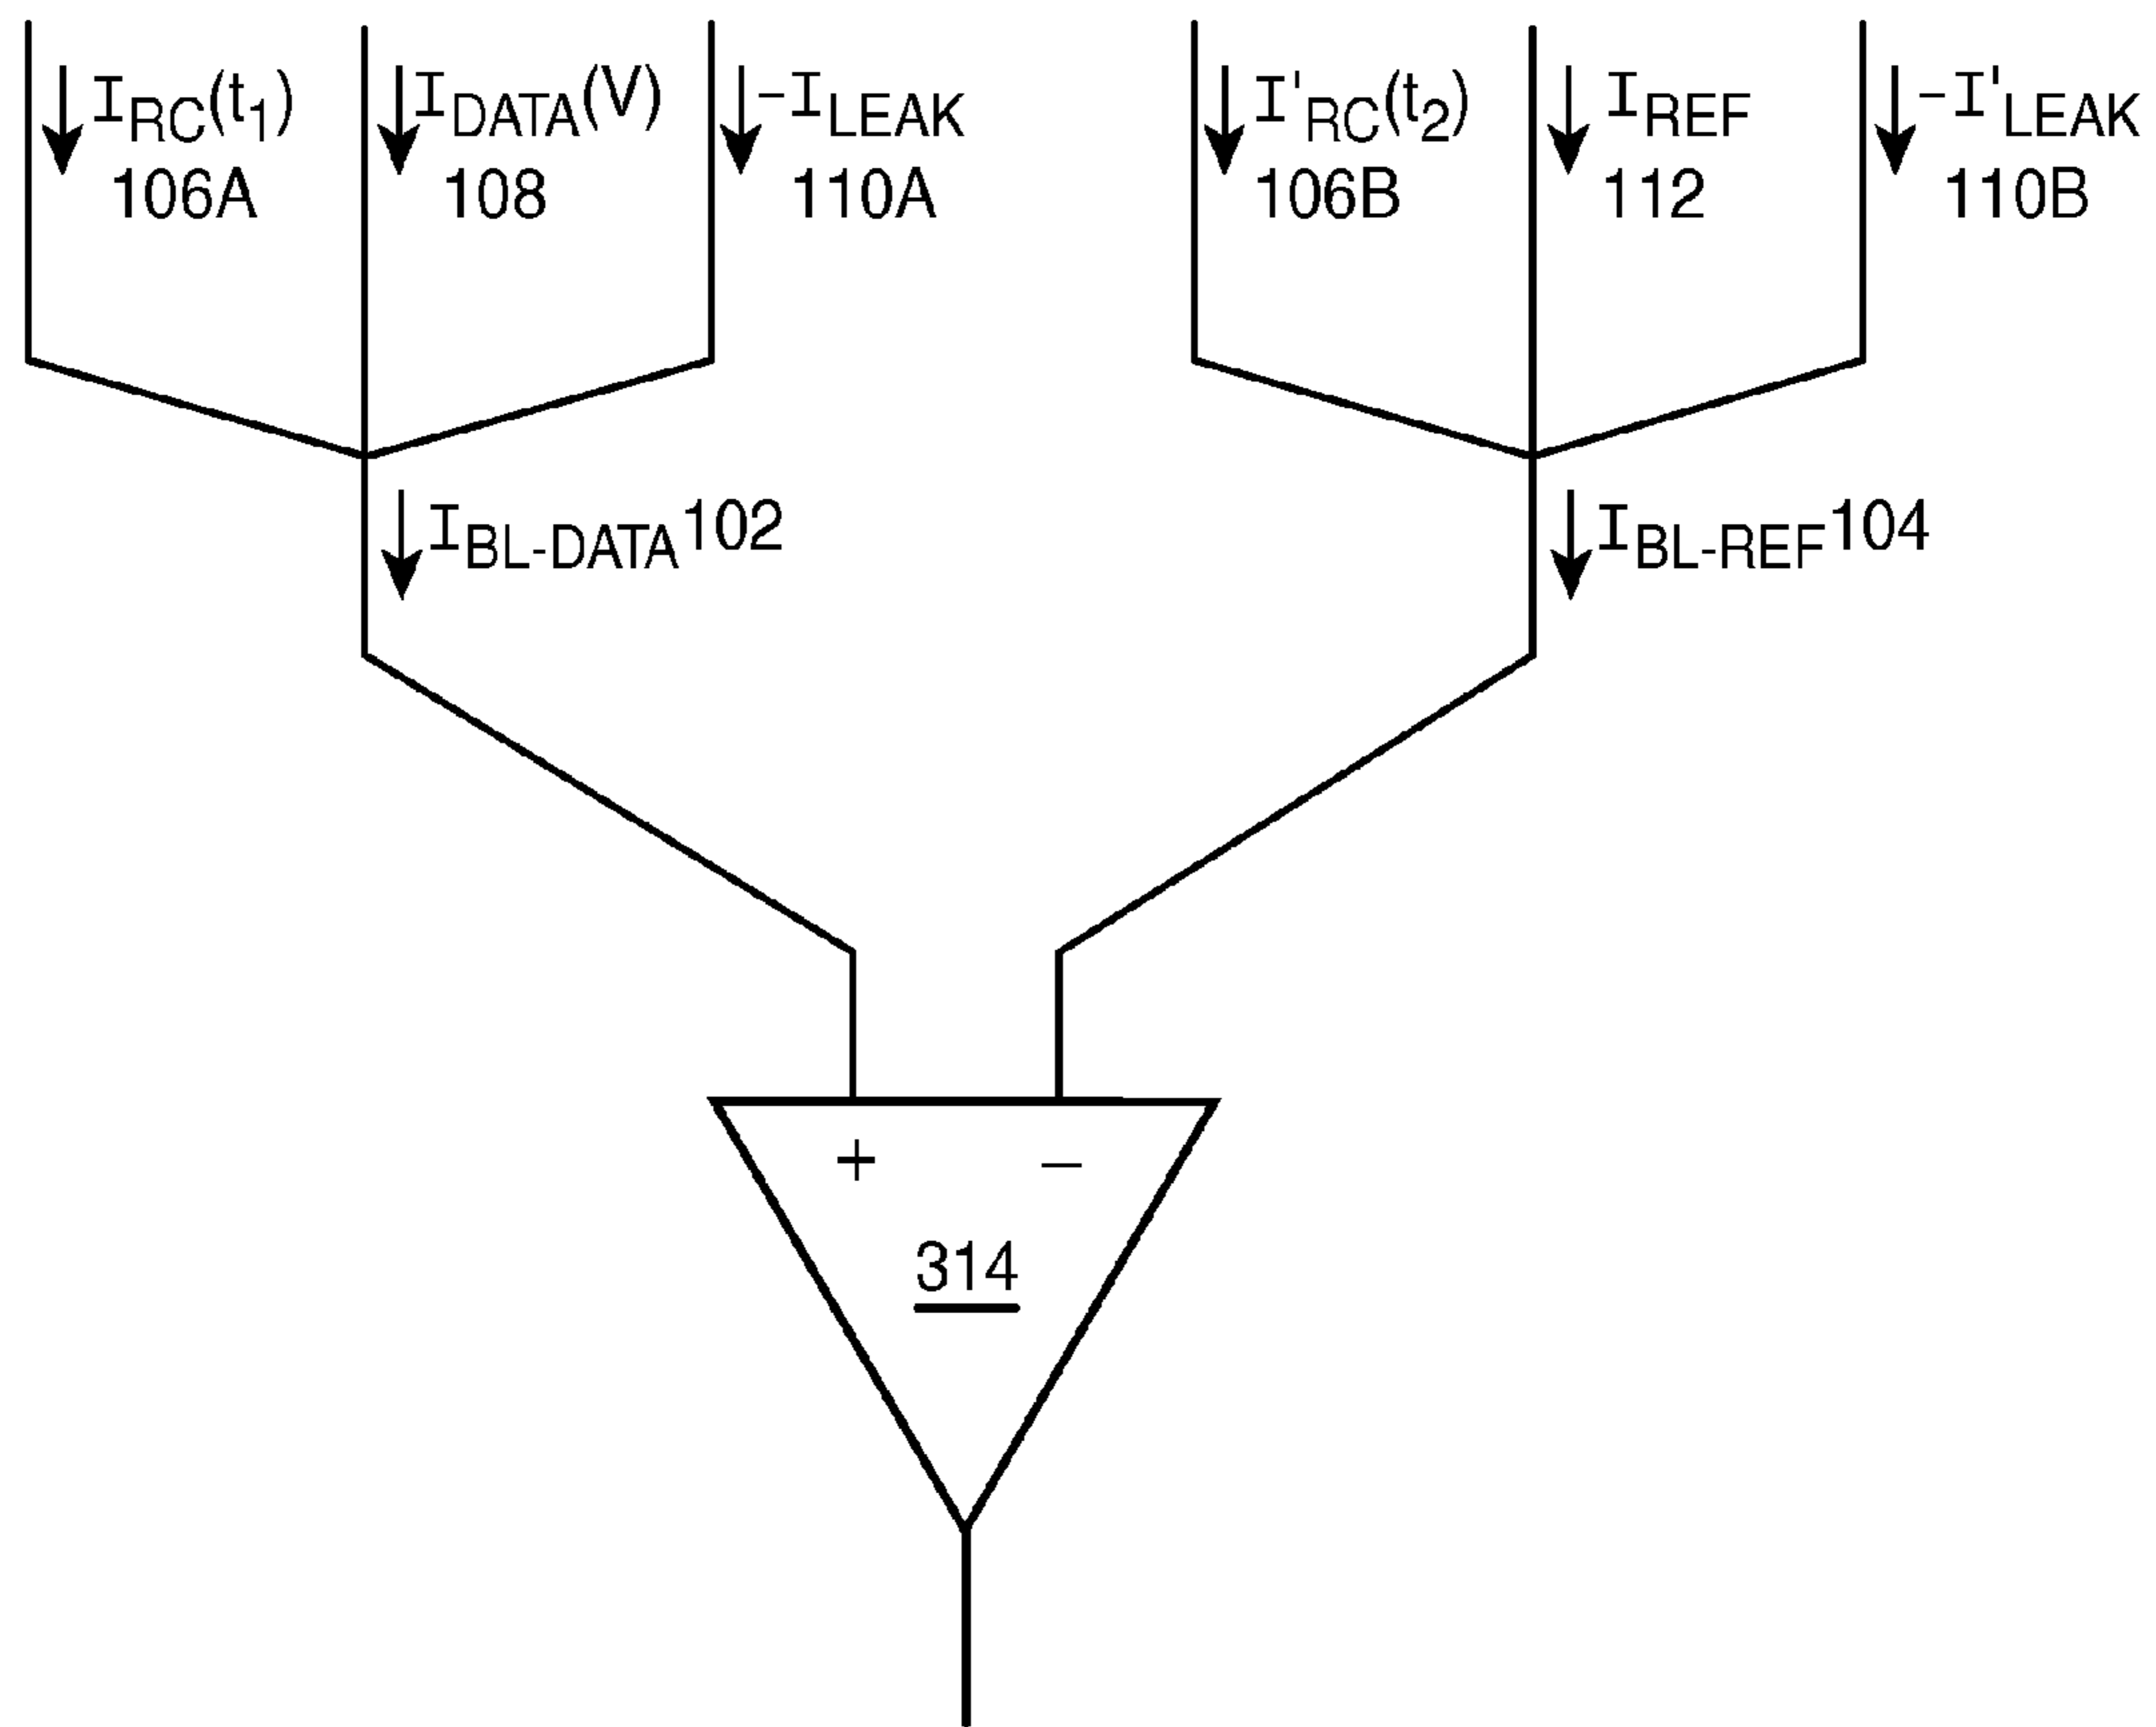 I_RC(t_1) I_DATA(V) -I_LEAK I'_RC(t_2) I_REF -I'_LEAK
106A 108 110A 106B 112 110B
I_BL-DATA 102 I_BL-REF 104
+ −
314